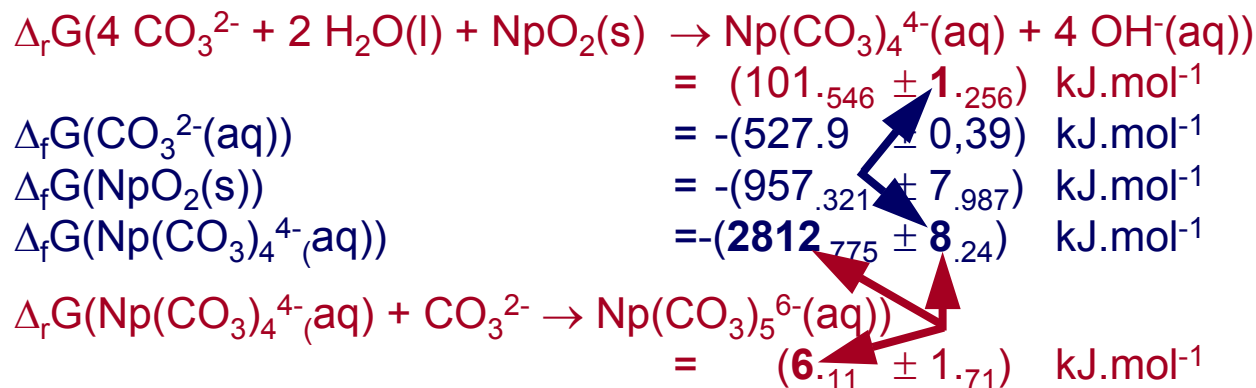 ΔrG(4 CO₃²⁻ + 2 H₂O(l) + NpO₂(s) → Np(CO₃)₄⁴⁻(aq) + 4 OH⁻(aq))
= (101.₅₄₆ ± 1.₂₅₆) kJ.mol⁻¹
ΔfG(CO₃²⁻(aq)) = -(527.9 ± 0,39) kJ.mol⁻¹
ΔfG(NpO₂(s)) = -(957.₃₂₁ ± 7.₉₈₇) kJ.mol⁻¹
ΔfG(Np(CO₃)₄⁴⁻₍aq)) =-(2812.₇₇₅ ± 8.₂₄) kJ.mol⁻¹
ΔrG(Np(CO₃)₄⁴⁻₍aq) + CO₃²⁻ → Np(CO₃)₅⁶⁻(aq))
= (6.₁₁ ± 1.₇₁) kJ.mol⁻¹